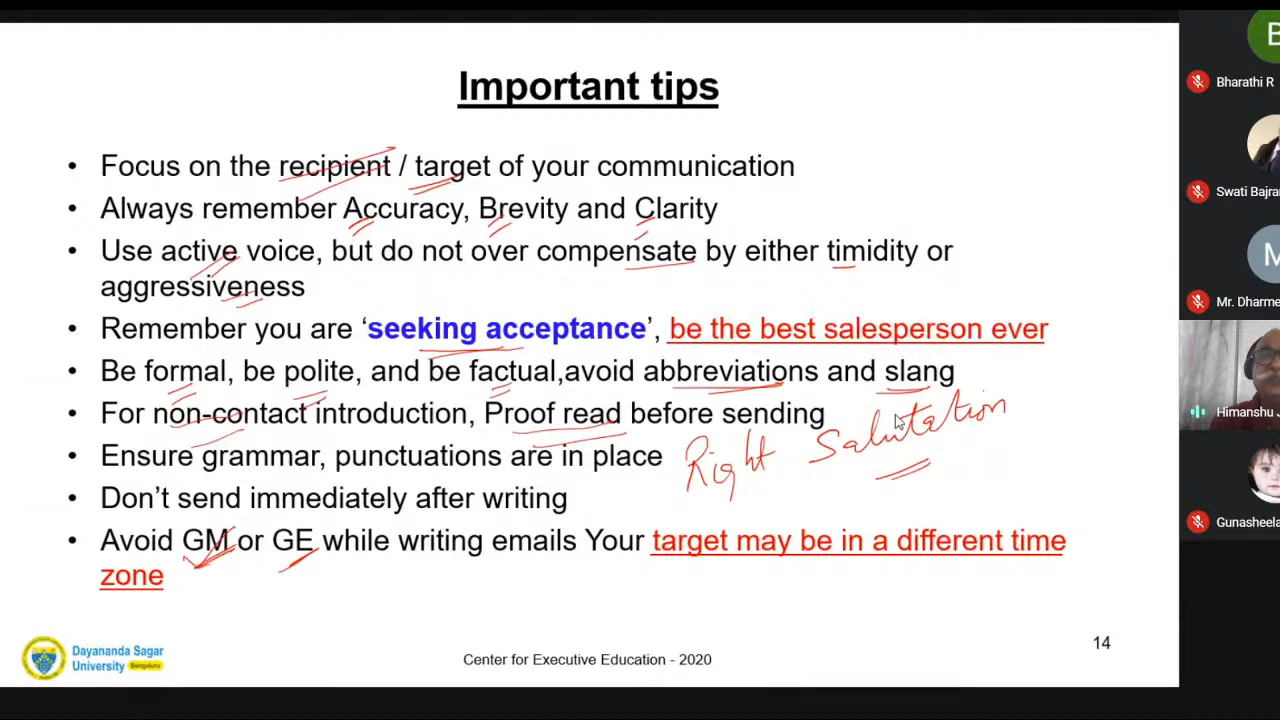 Important tips
• Focus on the recipient / target of your communication
• Always remember Accuracy, Brevity and Clarity
• Use active voice, but do not over compensate by either timidity or
aggressiveness
• Remember you are ‘seeking acceptance’, be the best salesperson ever
• Be formal, be polite, and be factual,avoid abbreviations and slang
• For non-contact introduction, Proof read before sending
• Ensure grammar, punctuations are in place
Right Salutation
• Don’t send immediately after writing
• Avoid GM or GE while writing emails Your target may be in a different time
zone
Dayananda Sagar
University Bengaluru
Center for Executive Education - 2020
14
B
Bharathi R
Swati Bajra
M
Mr. Dharme
Himanshu J
Gunasheela